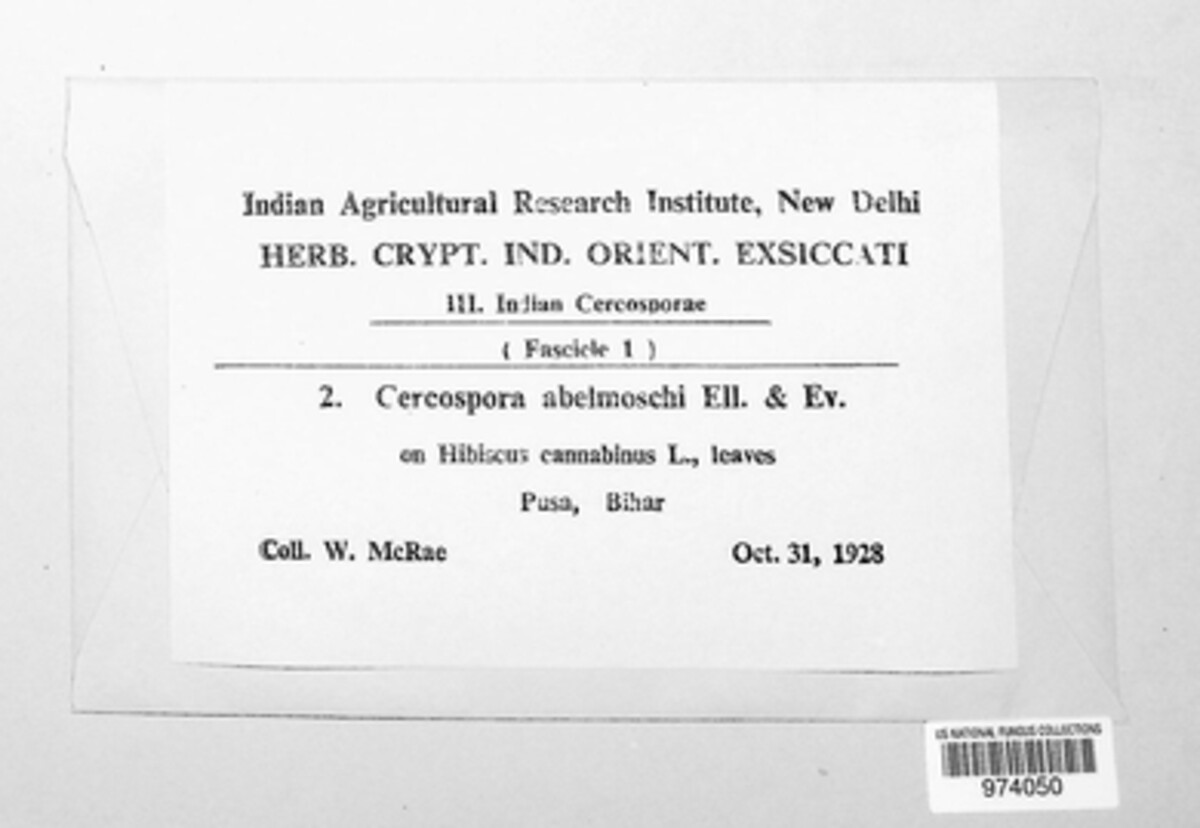 Indian Agricultural Research Institute, New Delhi
HERB. CRYPT. IND. ORIENT. EXSICCATI
III. Indian Cercosporae
( Fascicle 1 )
2. Cercospora abelmoschi Ell. & Ev.
on Hibiscus cannabinus L., leaves
Pusa, Bihar
Coll. W. McRae Oct. 31, 1928
US NATIONAL FUNGUS COLLECTIONS
974050